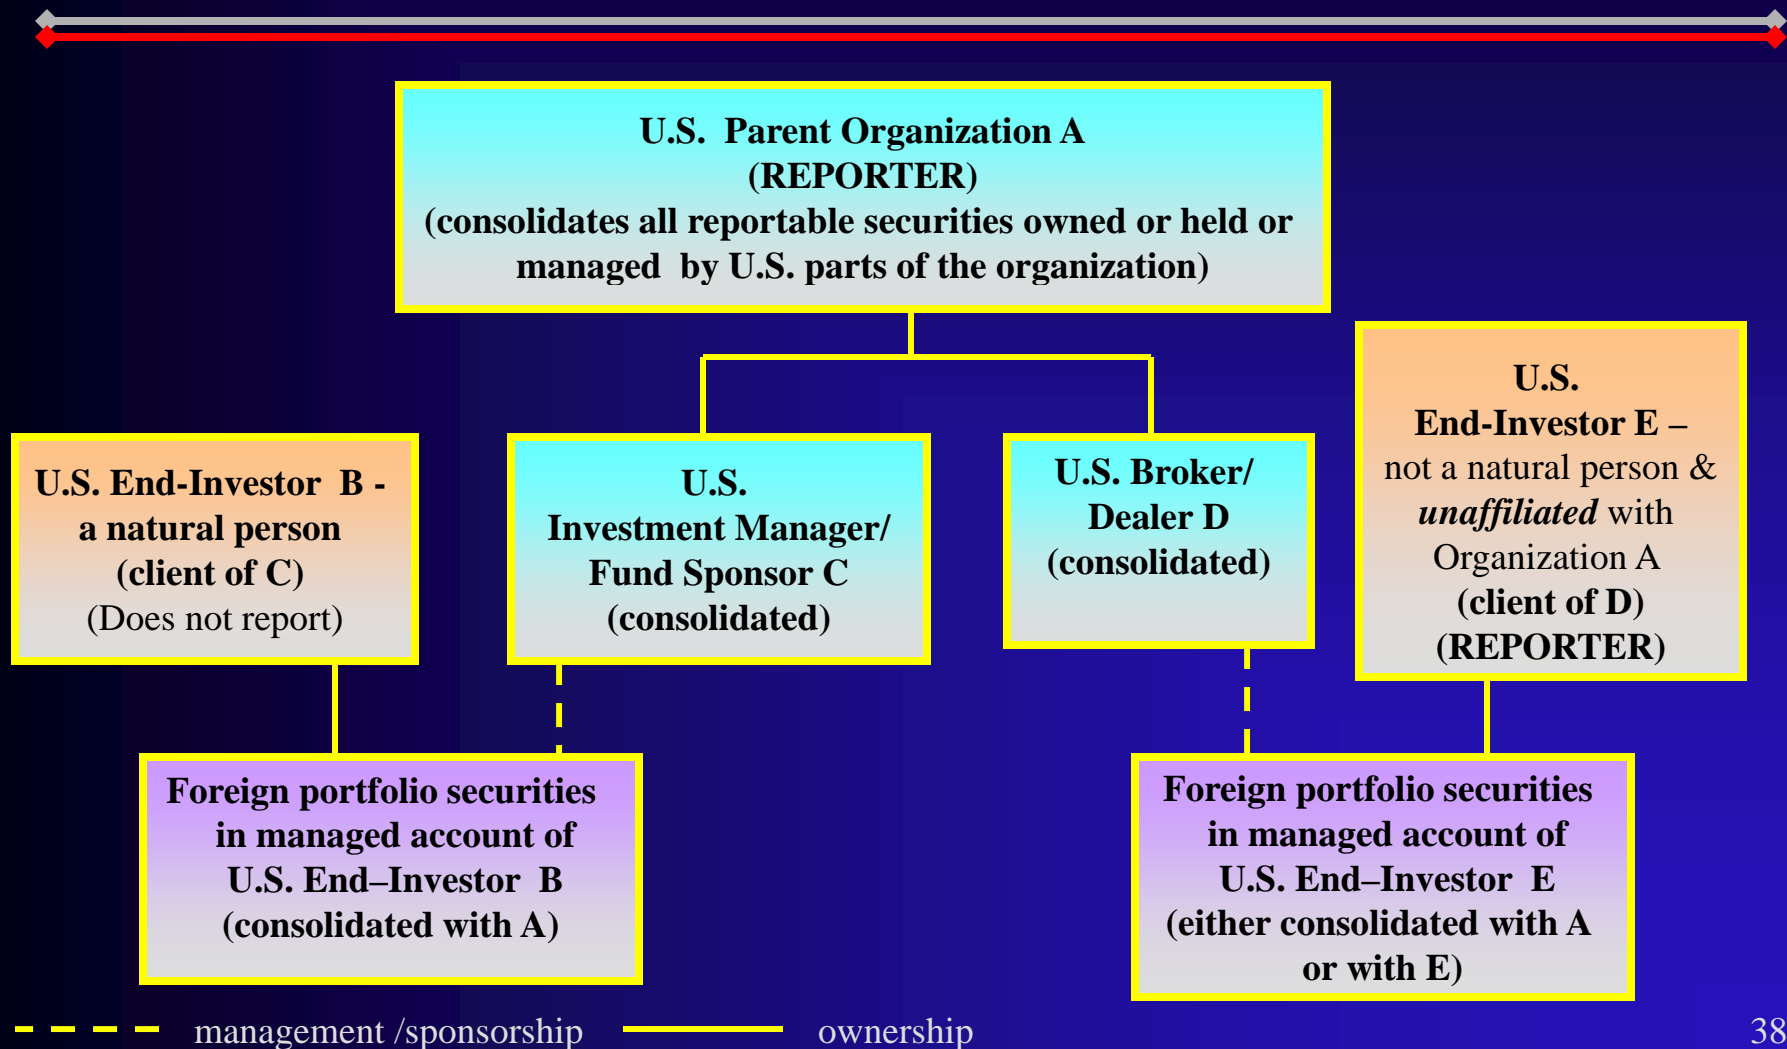 U.S. Parent Organization A
(REPORTER)
(consolidates all reportable securities owned or held or
managed by U.S. parts of the organization)
U.S. End-Investor B -
a natural person
(client of C)
(Does not report)
U.S.
Investment Manager/
Fund Sponsor C
(consolidated)
U.S. Broker/
Dealer D
(consolidated)
U.S.
End-Investor E –
not a natural person &
unaffiliated with
Organization A
(client of D)
(REPORTER)
Foreign portfolio securities
in managed account of
U.S. End–Investor B
(consolidated with A)
Foreign portfolio securities
in managed account of
U.S. End–Investor E
(either consolidated with A
or with E)
management /sponsorship
ownership
38